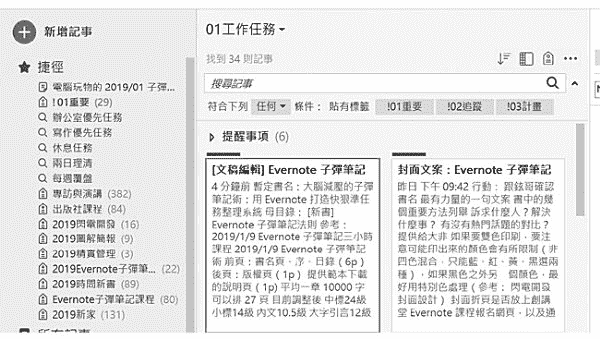 新增記事
捷徑
電腦玩物的 2019/01 子彈...
!01重要 (29)
辦公室優先任務
寫作優先任務
休息任務
兩日理清
每週覆盤
專訪與演講 (382)
出版社課程 (84)
2019閃電開發 (16)
2019圖解簡報 (9)
2019精實管理 (3)
2019Evernote子彈筆... (22)
2019時間新書 (89)
Evernote子彈筆記課程 (80)
2019新家 (131)
01工作任務
找到 34 則記事
搜尋記事
符合下列 任何 條件： 貼有標籤 !01重要 !02追蹤 !03計畫
提醒事項 (6)
[文稿編輯] Evernote 子彈筆記
4 分鐘前 暫定書名：大腦減壓的子彈
筆記術：用 Evernote 打造快狠準任
務整理系統 母目錄： [新書]
Evernote 子彈筆記法則 參考：
2019/1/9 Evernote 子彈筆記三小時
課程 2019/1/9 Evernote 子彈筆記
術 前頁：書名頁、序、目錄 ( 6p )
後頁：版權頁 ( 1p ) 提供範本下載
的說明頁 ( 1p) 平均一章 10000 字
可以排 27 頁 目前調整後 中標24級
小標14級 內文10.5級 大字引言12級
封面文案：Evernote 子彈筆記
昨日 下午 09:42 行動： 跟鉉哥確認
書名 最有力量的一句文案 書中的幾
個重要方法列舉 訴求什麼人？解決
什麼事？ 有沒有熱門話題的對比？
提供給大非 如果要雙色印刷，要注
意可能印出來的顏色會有所限制（非
四色混合，只能藍、紅、黃、黑選兩
種），如果黑色之外另 個顏色，最
好用特別色處理 ( 參考： 閃電開發
封面設計 ) 封面折頁是否放上創講
堂 Evernote 課程報名網頁，以及通